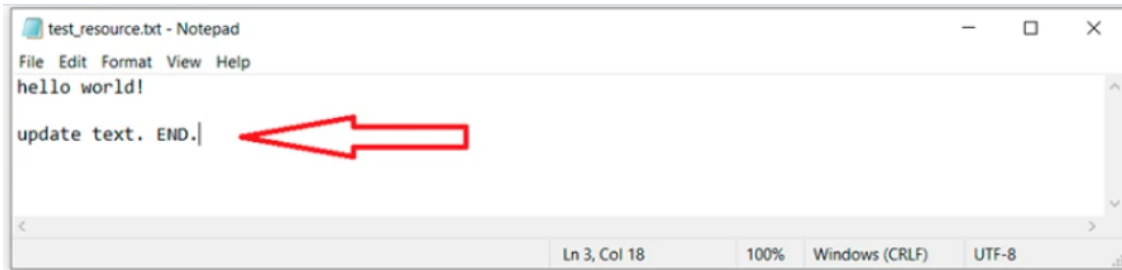 test_resource.txt - Notepad
File Edit Format View Help
hello world!
update text. END.
Ln 3, Col 18 100% Windows (CRLF) UTF-8